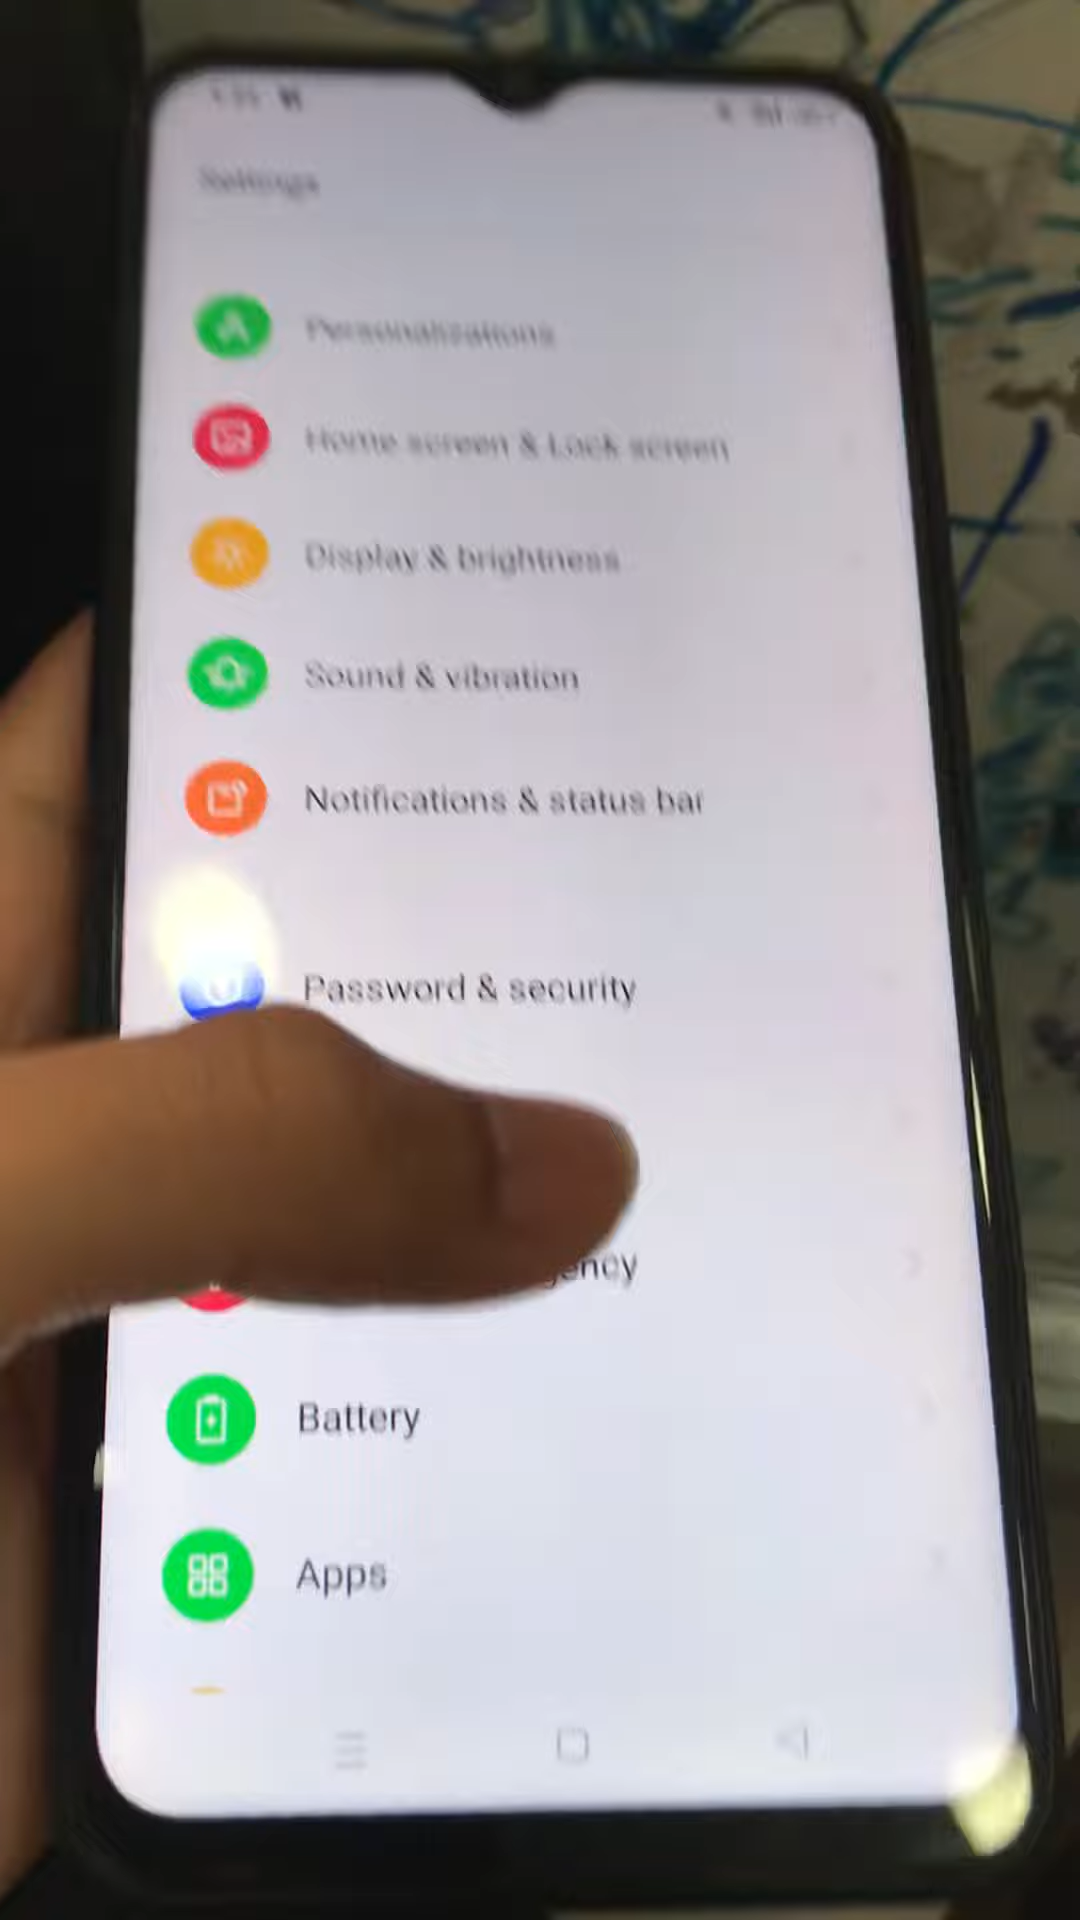 Settings
Personalizations
Home screen & Lock screen
Display & brightness
Sound & vibration
Notifications & status bar
Password & security
Battery
Apps